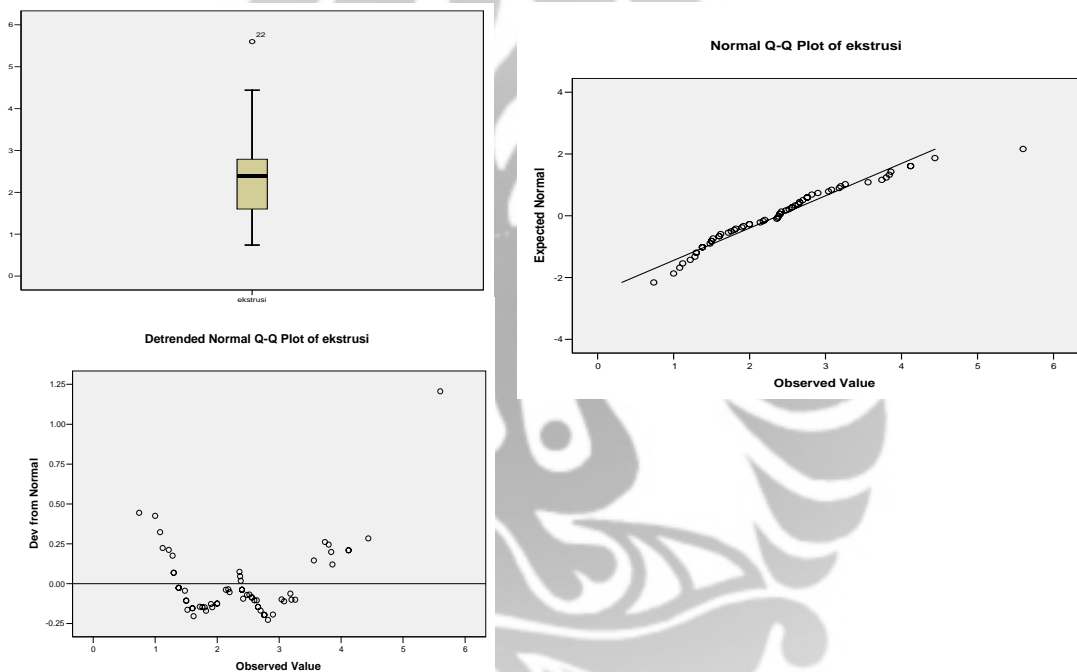 6
5
4
3
2
1
0
22
ekstrusi
Normal Q-Q Plot of ekstrusi
Expected Normal
4
2
0
-2
-4
0 1 2 3 4 5 6
Observed Value
Detrended Normal Q-Q Plot of ekstrusi
Dev from Normal
1.25
1.00
0.75
0.50
0.25
0.00
-0.25
0 1 2 3 4 5 6
Observed Value